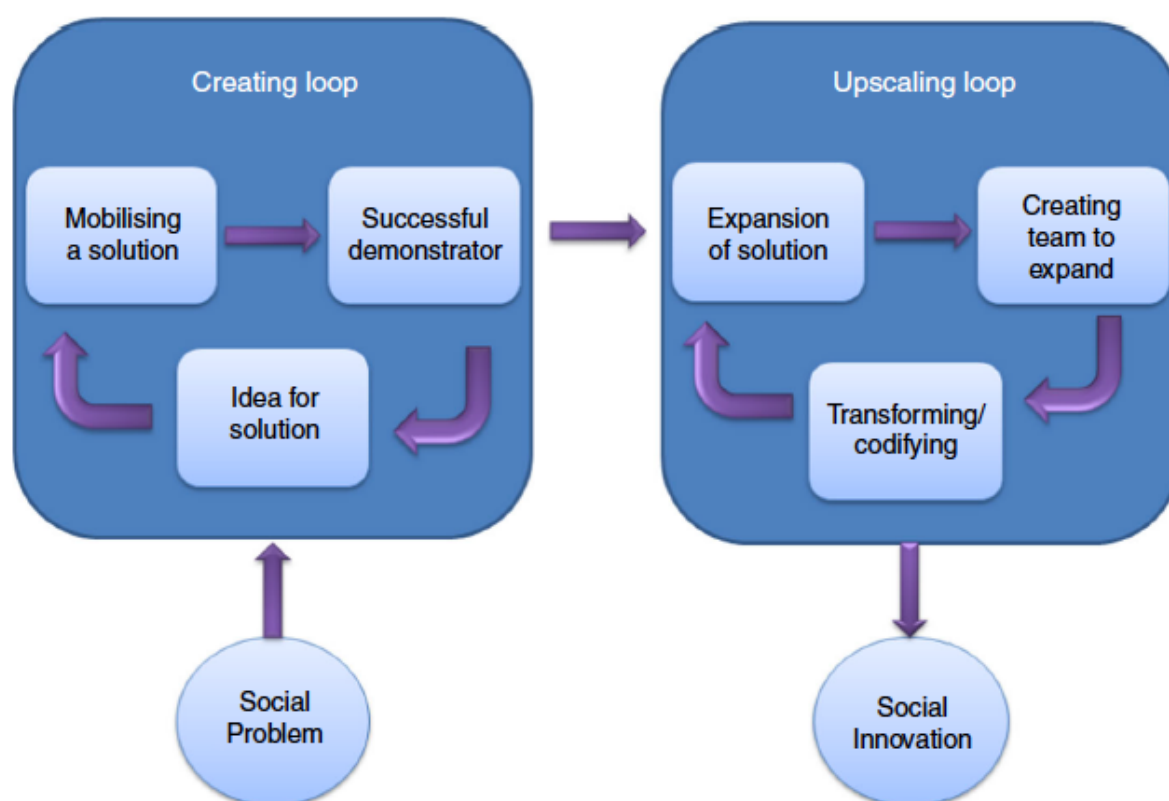 Creating loop
Mobilising
a solution
Successful
demonstrator
Idea for
solution
Upscaling loop
Expansion
of solution
Creating
team to
expand
Transforming/
codifying
Social
Problem
Social
Innovation